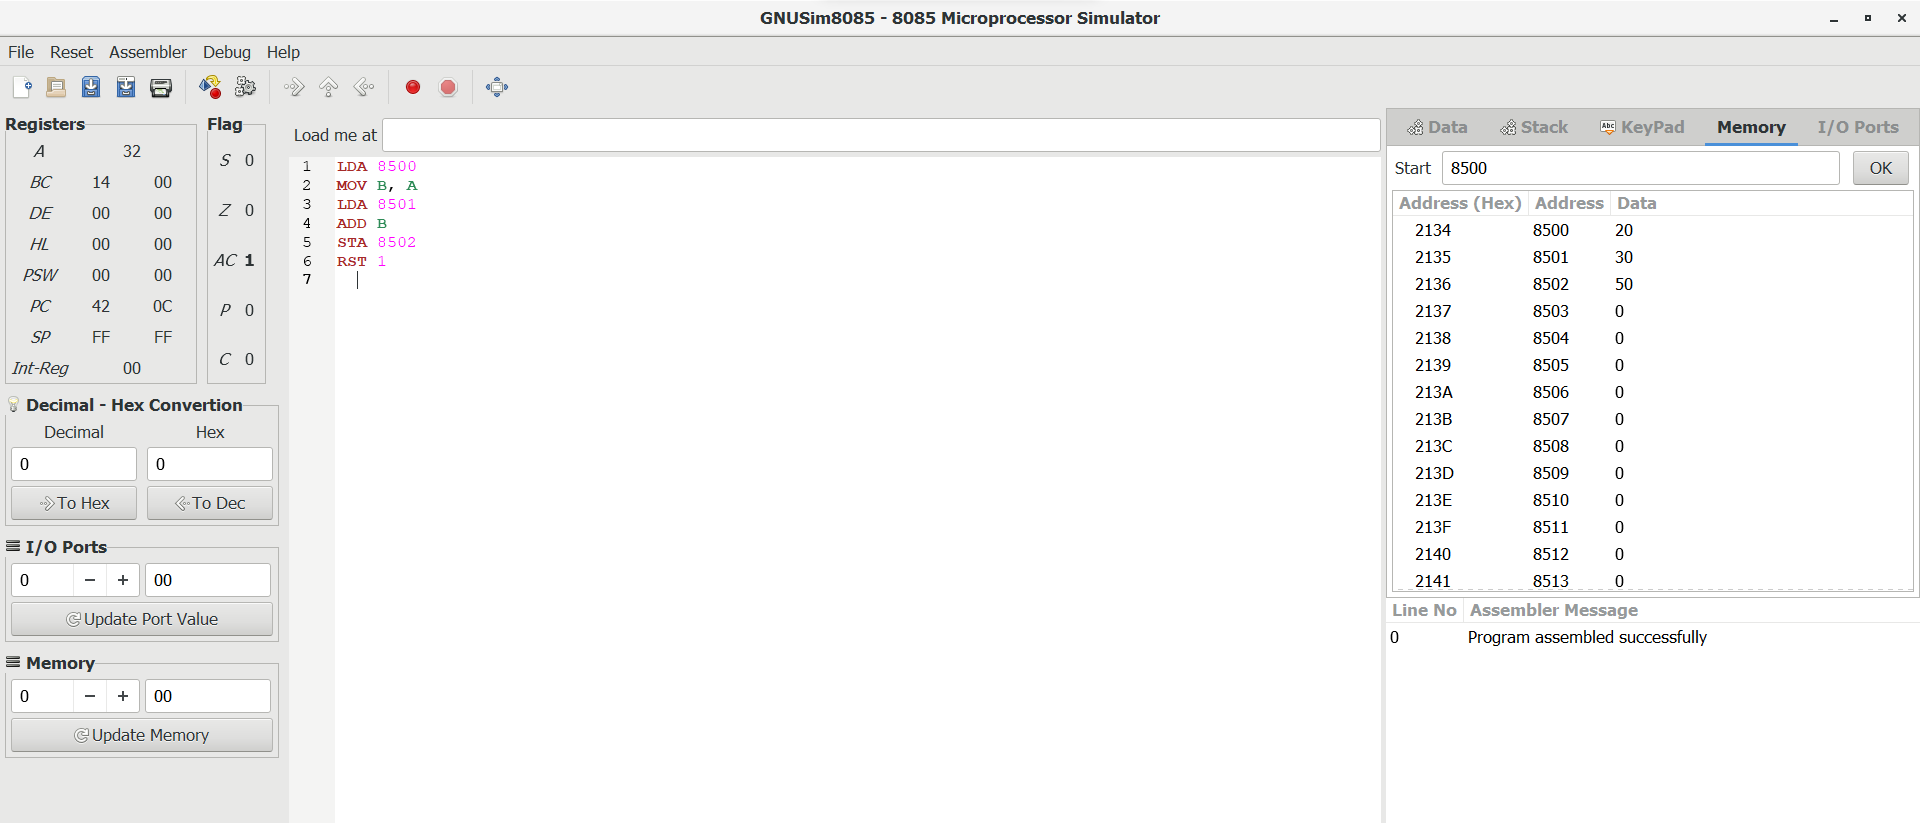 GNUSim8085 - 8085 Microprocessor Simulator
File Reset Assembler Debug Help
Registers
A 32
BC 14 00
DE 00 00
HL 00 00
PSW 00 00
PC 42 0C
SP FF FF
Int-Reg 00
Flag
S 0
Z 0
AC 1
P 0
C 0
Decimal - Hex Convertion
Decimal Hex
0 0
To Hex To Dec
I/O Ports
0 − + 00
Update Port Value
Memory
0 − + 00
Update Memory
Load me at
1 LDA 8500
2 MOV B, A
3 LDA 8501
4 ADD B
5 STA 8502
6 RST 1
7
Data Stack Abc KeyPad Memory I/O Ports
Start 8500 OK
Address (Hex) Address Data
2134 8500 20
2135 8501 30
2136 8502 50
2137 8503 0
2138 8504 0
2139 8505 0
213A 8506 0
213B 8507 0
213C 8508 0
213D 8509 0
213E 8510 0
213F 8511 0
2140 8512 0
2141 8513 0
Line No Assembler Message
0 Program assembled successfully